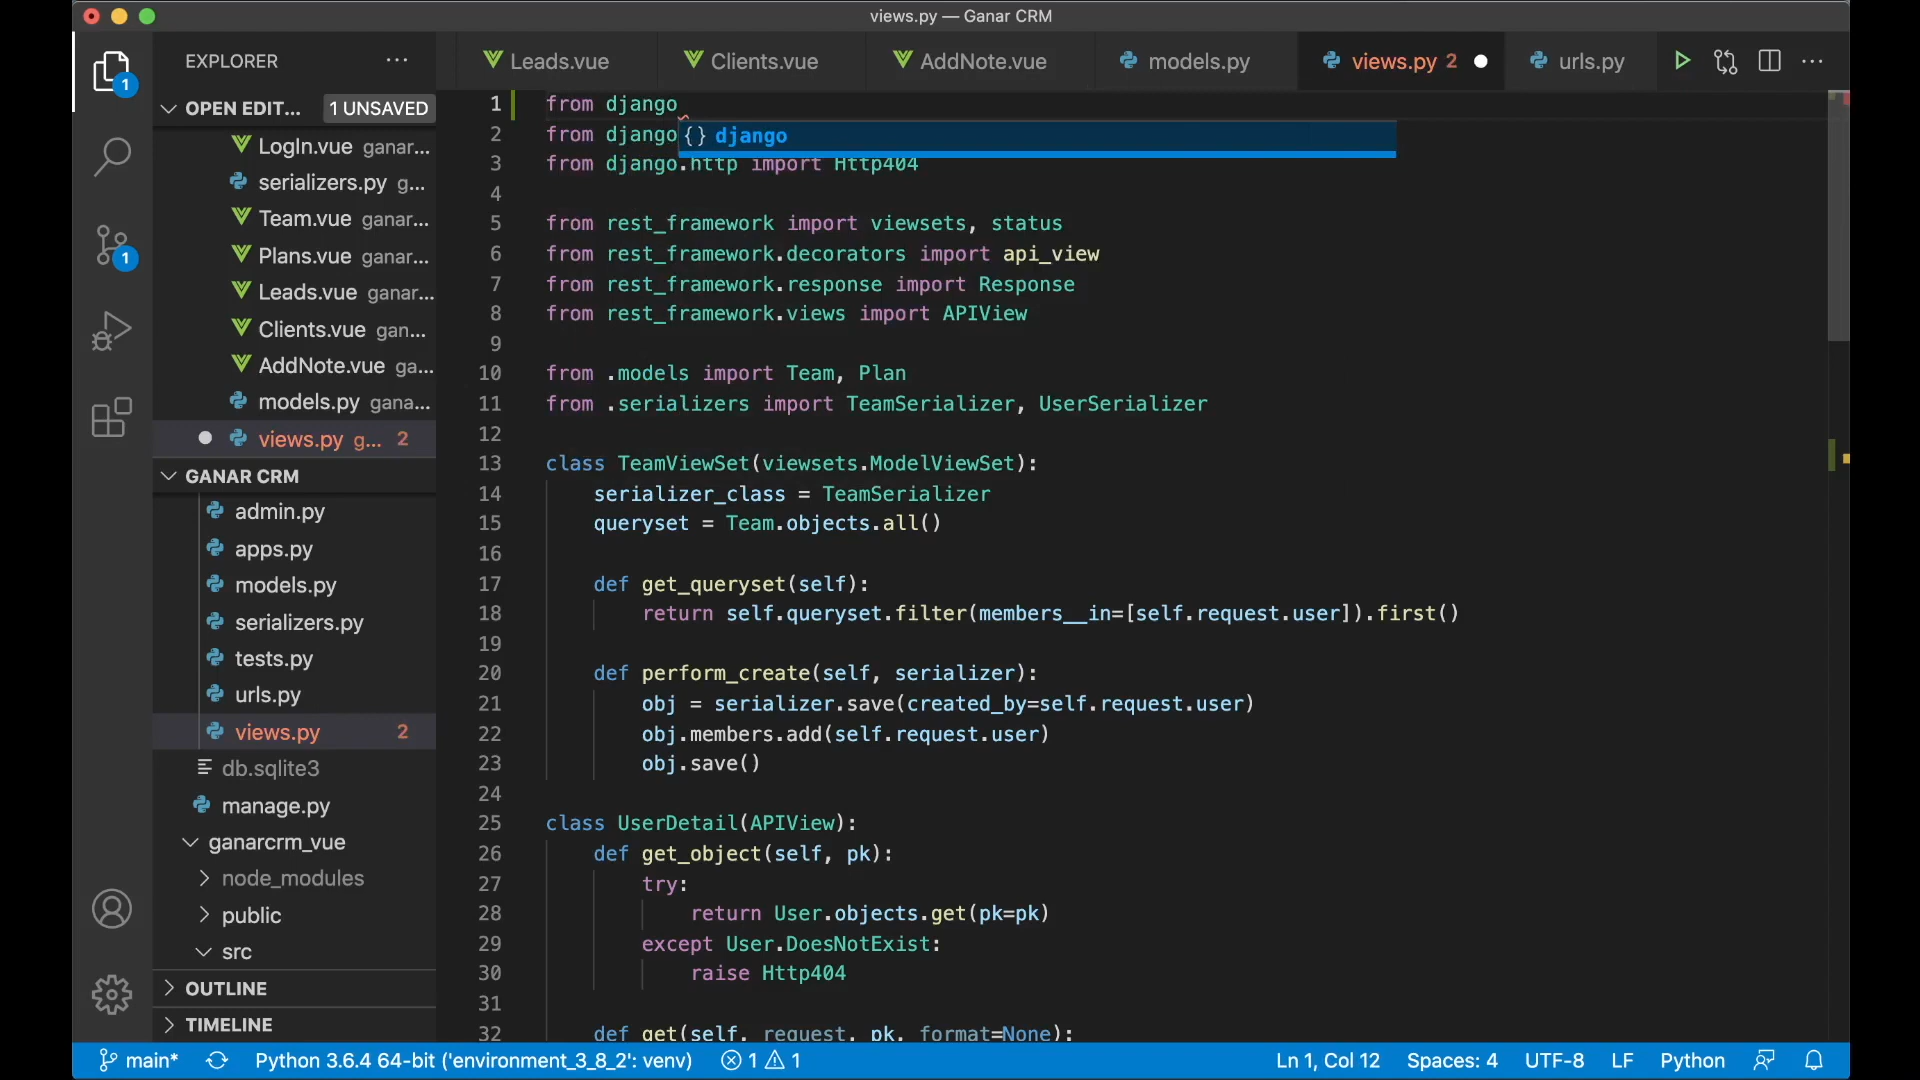 views.py — Ganar CRM
EXPLORER
Leads.vue
Clients.vue
AddNote.vue
models.py
views.py 2
urls.py
1
OPEN EDIT...
1 UNSAVED
LogIn.vue ganar...
serializers.py g...
Team.vue ganar...
Plans.vue ganar...
Leads.vue ganar...
Clients.vue gan...
AddNote.vue ga...
models.py gana...
views.py g... 2
1
GANAR CRM
admin.py
apps.py
models.py
serializers.py
tests.py
urls.py
views.py 2
db.sqlite3
manage.py
ganarcrm_vue
node_modules
public
src
OUTLINE
TIMELINE
1 from django
2 from django
{} django
3 from django.http import Http404
4
5 from rest_framework import viewsets, status
6 from rest_framework.decorators import api_view
7 from rest_framework.response import Response
8 from rest_framework.views import APIView
9
10 from .models import Team, Plan
11 from .serializers import TeamSerializer, UserSerializer
12
13 class TeamViewSet(viewsets.ModelViewSet):
14 serializer_class = TeamSerializer
15 queryset = Team.objects.all()
16
17 def get_queryset(self):
18 return self.queryset.filter(members__in=[self.request.user]).first()
19
20 def perform_create(self, serializer):
21 obj = serializer.save(created_by=self.request.user)
22 obj.members.add(self.request.user)
23 obj.save()
24
25 class UserDetail(APIView):
26 def get_object(self, pk):
27 try:
28 return User.objects.get(pk=pk)
29 except User.DoesNotExist:
30 raise Http404
31
32 def get(self, request, pk, format=None):
main* Python 3.6.4 64-bit ('environment_3_8_2': venv) 1 1 Ln 1, Col 12 Spaces: 4 UTF-8 LF Python